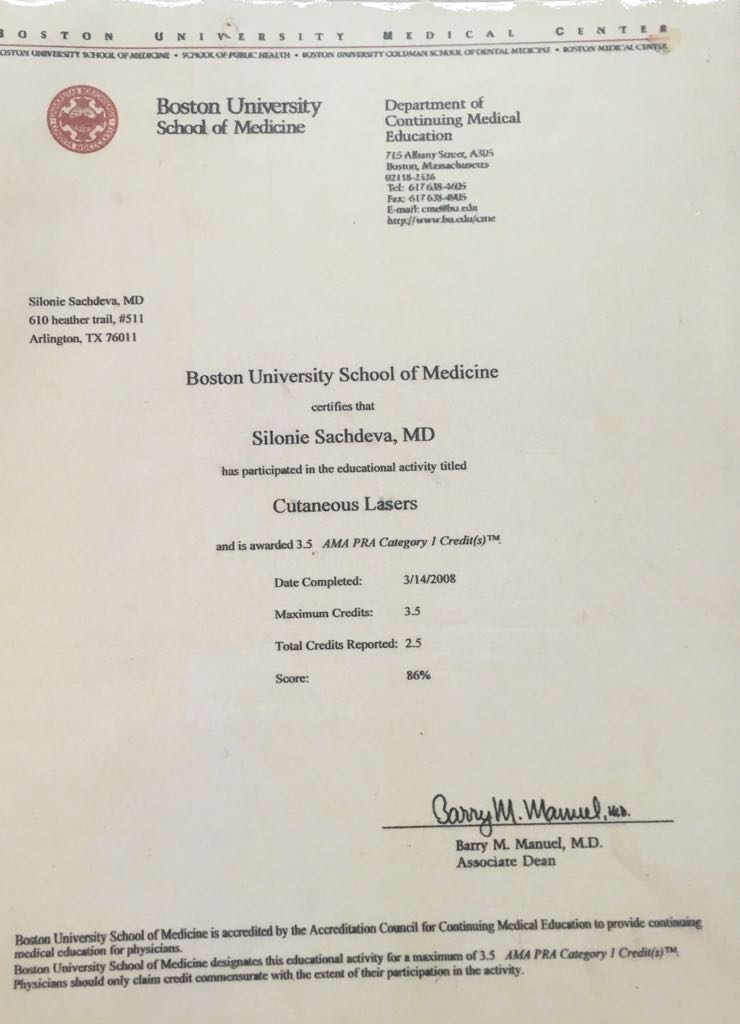 BOSTON UNIVERSITY MEDICAL CENTER
BOSTON UNIVERSITY SCHOOL OF MEDICINE • SCHOOL OF PUBLIC HEALTH • BOSTON UNIVERSITY GOLDMAN SCHOOL OF DENTAL MEDICINE • BOSTON MEDICAL CENTER
Boston University
School of Medicine
Department of
Continuing Medical
Education
715 Albany Street, A305
Boston, Massachusetts
02118-2526
Tel: 617 638-4605
Fax: 617 638-4905
E-mail: cme@bu.edu
http://www.bu.edu/cme
Silonie Sachdeva, MD
610 heather trail, #511
Arlington, TX 76011
Boston University School of Medicine
certifies that
Silonie Sachdeva, MD
has participated in the educational activity titled
Cutaneous Lasers
and is awarded 3.5 AMA PRA Category 1 Credit(s)™.
Date Completed: 3/14/2008
Maximum Credits: 3.5
Total Credits Reported: 2.5
Score: 86%
Barry M. Manuel, M.D.
Barry M. Manuel, M.D.
Associate Dean
Boston University School of Medicine is accredited by the Accreditation Council for Continuing Medical Education to provide continuing
medical education for physicians.
Boston University School of Medicine designates this educational activity for a maximum of 3.5 AMA PRA Category 1 Credit(s)™.
Physicians should only claim credit commensurate with the extent of their participation in the activity.